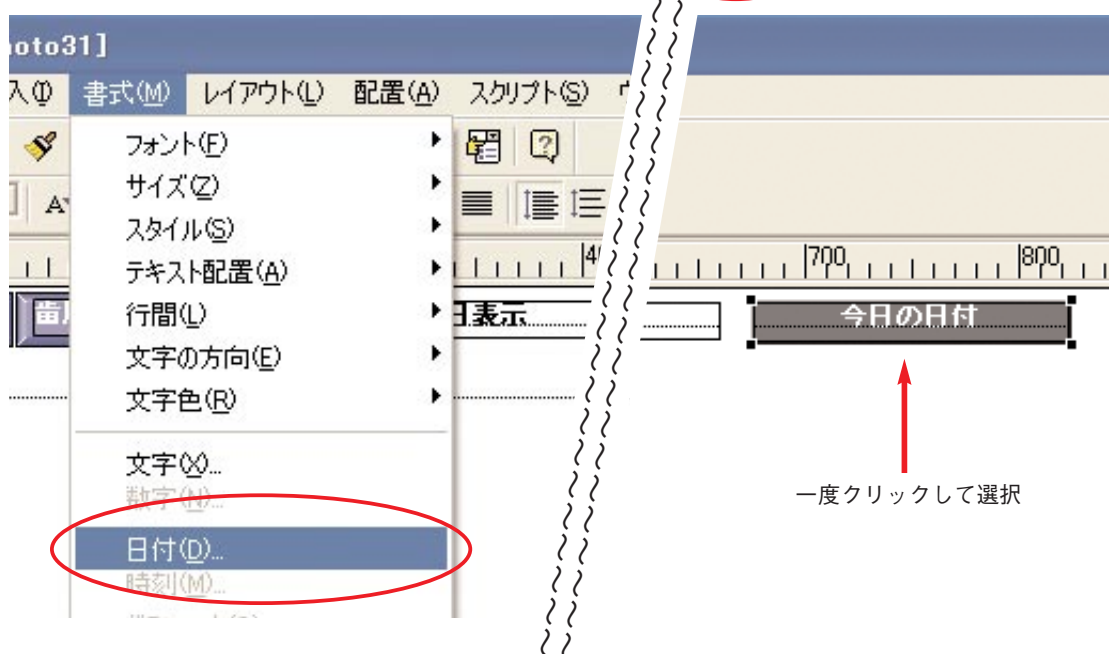 oto31]
書式(M) レイアウト(L) 配置(A) スクリプト(S)
フォント(F)
サイズ(Z)
A
スタイル(S)
テキスト配置(A)
700 800
行間(L)
日表示
今日の日付
文字の方向(E)
文字色(R)
文字(X)...
数字(N)...
一度クリックして選択
日付(D)...
時刻(M)...